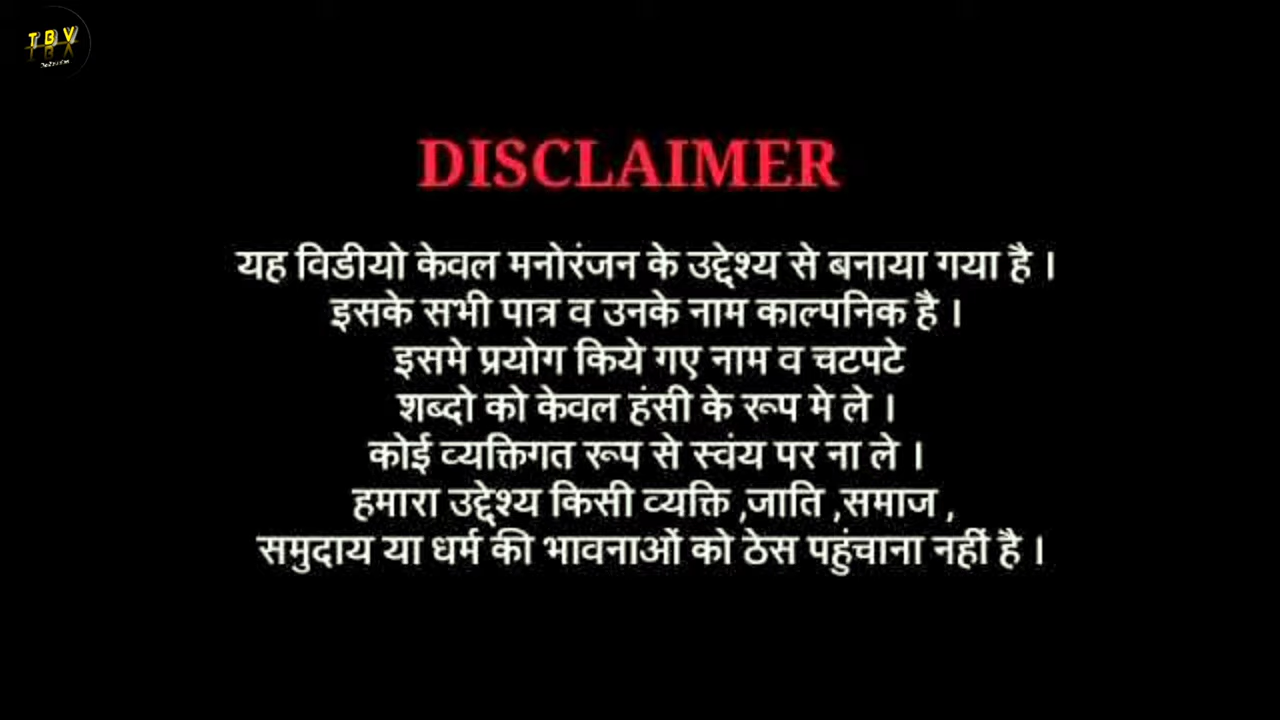 TBV
DISCLAIMER
यह विडीयो केवल मनोरंजन के उद्देश्य से बनाया गया है ।
इसके सभी पात्र व उनके नाम काल्पनिक है ।
इसमे प्रयोग किये गए नाम व चटपटे
शब्दो को केवल हंसी के रूप मे ले ।
कोई व्यक्तिगत रूप से स्वंय पर ना ले ।
हमारा उद्देश्य किसी व्यक्ति ,जाति ,समाज ,
समुदाय या धर्म की भावनाओं को ठेस पहुंचाना नहीं है ।